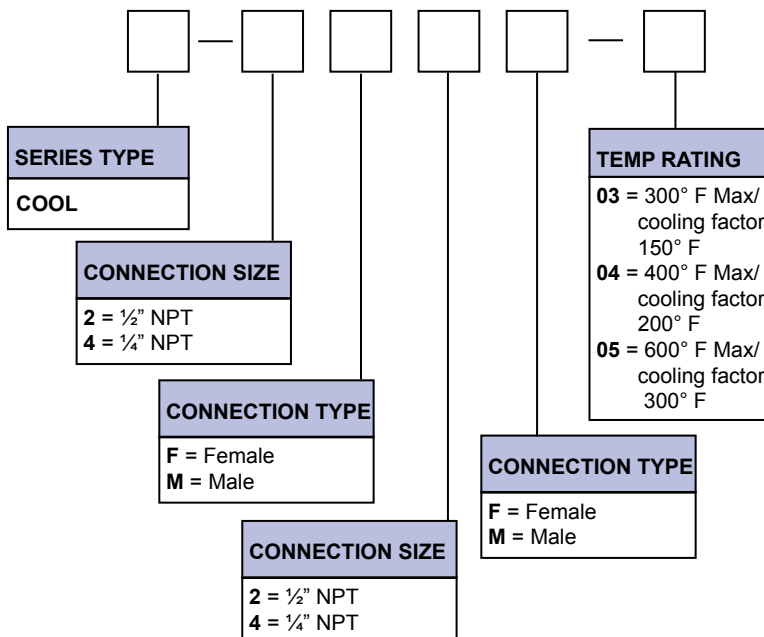 SERIES TYPE
COOL
CONNECTION SIZE
2 = ½” NPT
4 = ¼” NPT
CONNECTION TYPE
F = Female
M = Male
CONNECTION SIZE
2 = ½” NPT
4 = ¼” NPT
CONNECTION TYPE
F = Female
M = Male
TEMP RATING
03 = 300° F Max/
cooling factor
150° F
04 = 400° F Max/
cooling factor
200° F
05 = 600° F Max/
cooling factor
300° F